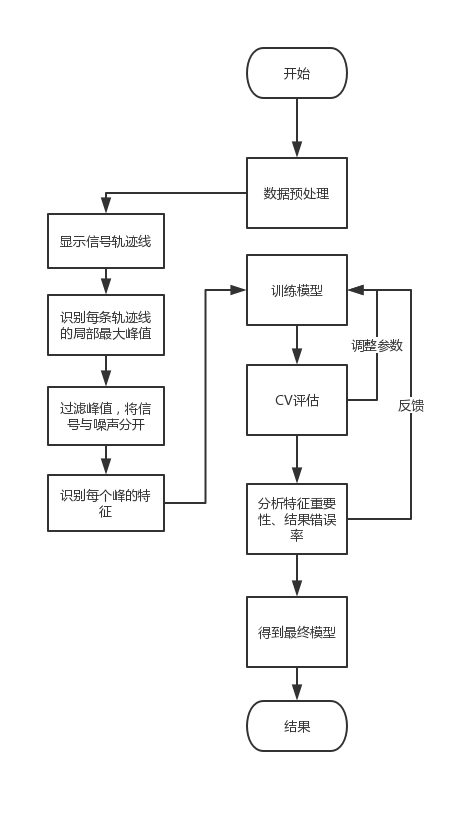 开始
数据预处理
显示信号轨迹线
识别每条轨迹线
的局部最大峰值
过滤峰值，将信
号与噪声分开
识别每个峰的特
征
训练模型
调整参数
CV评估
反馈
分析特征重要
性、结果错误
率
得到最终模型
结果